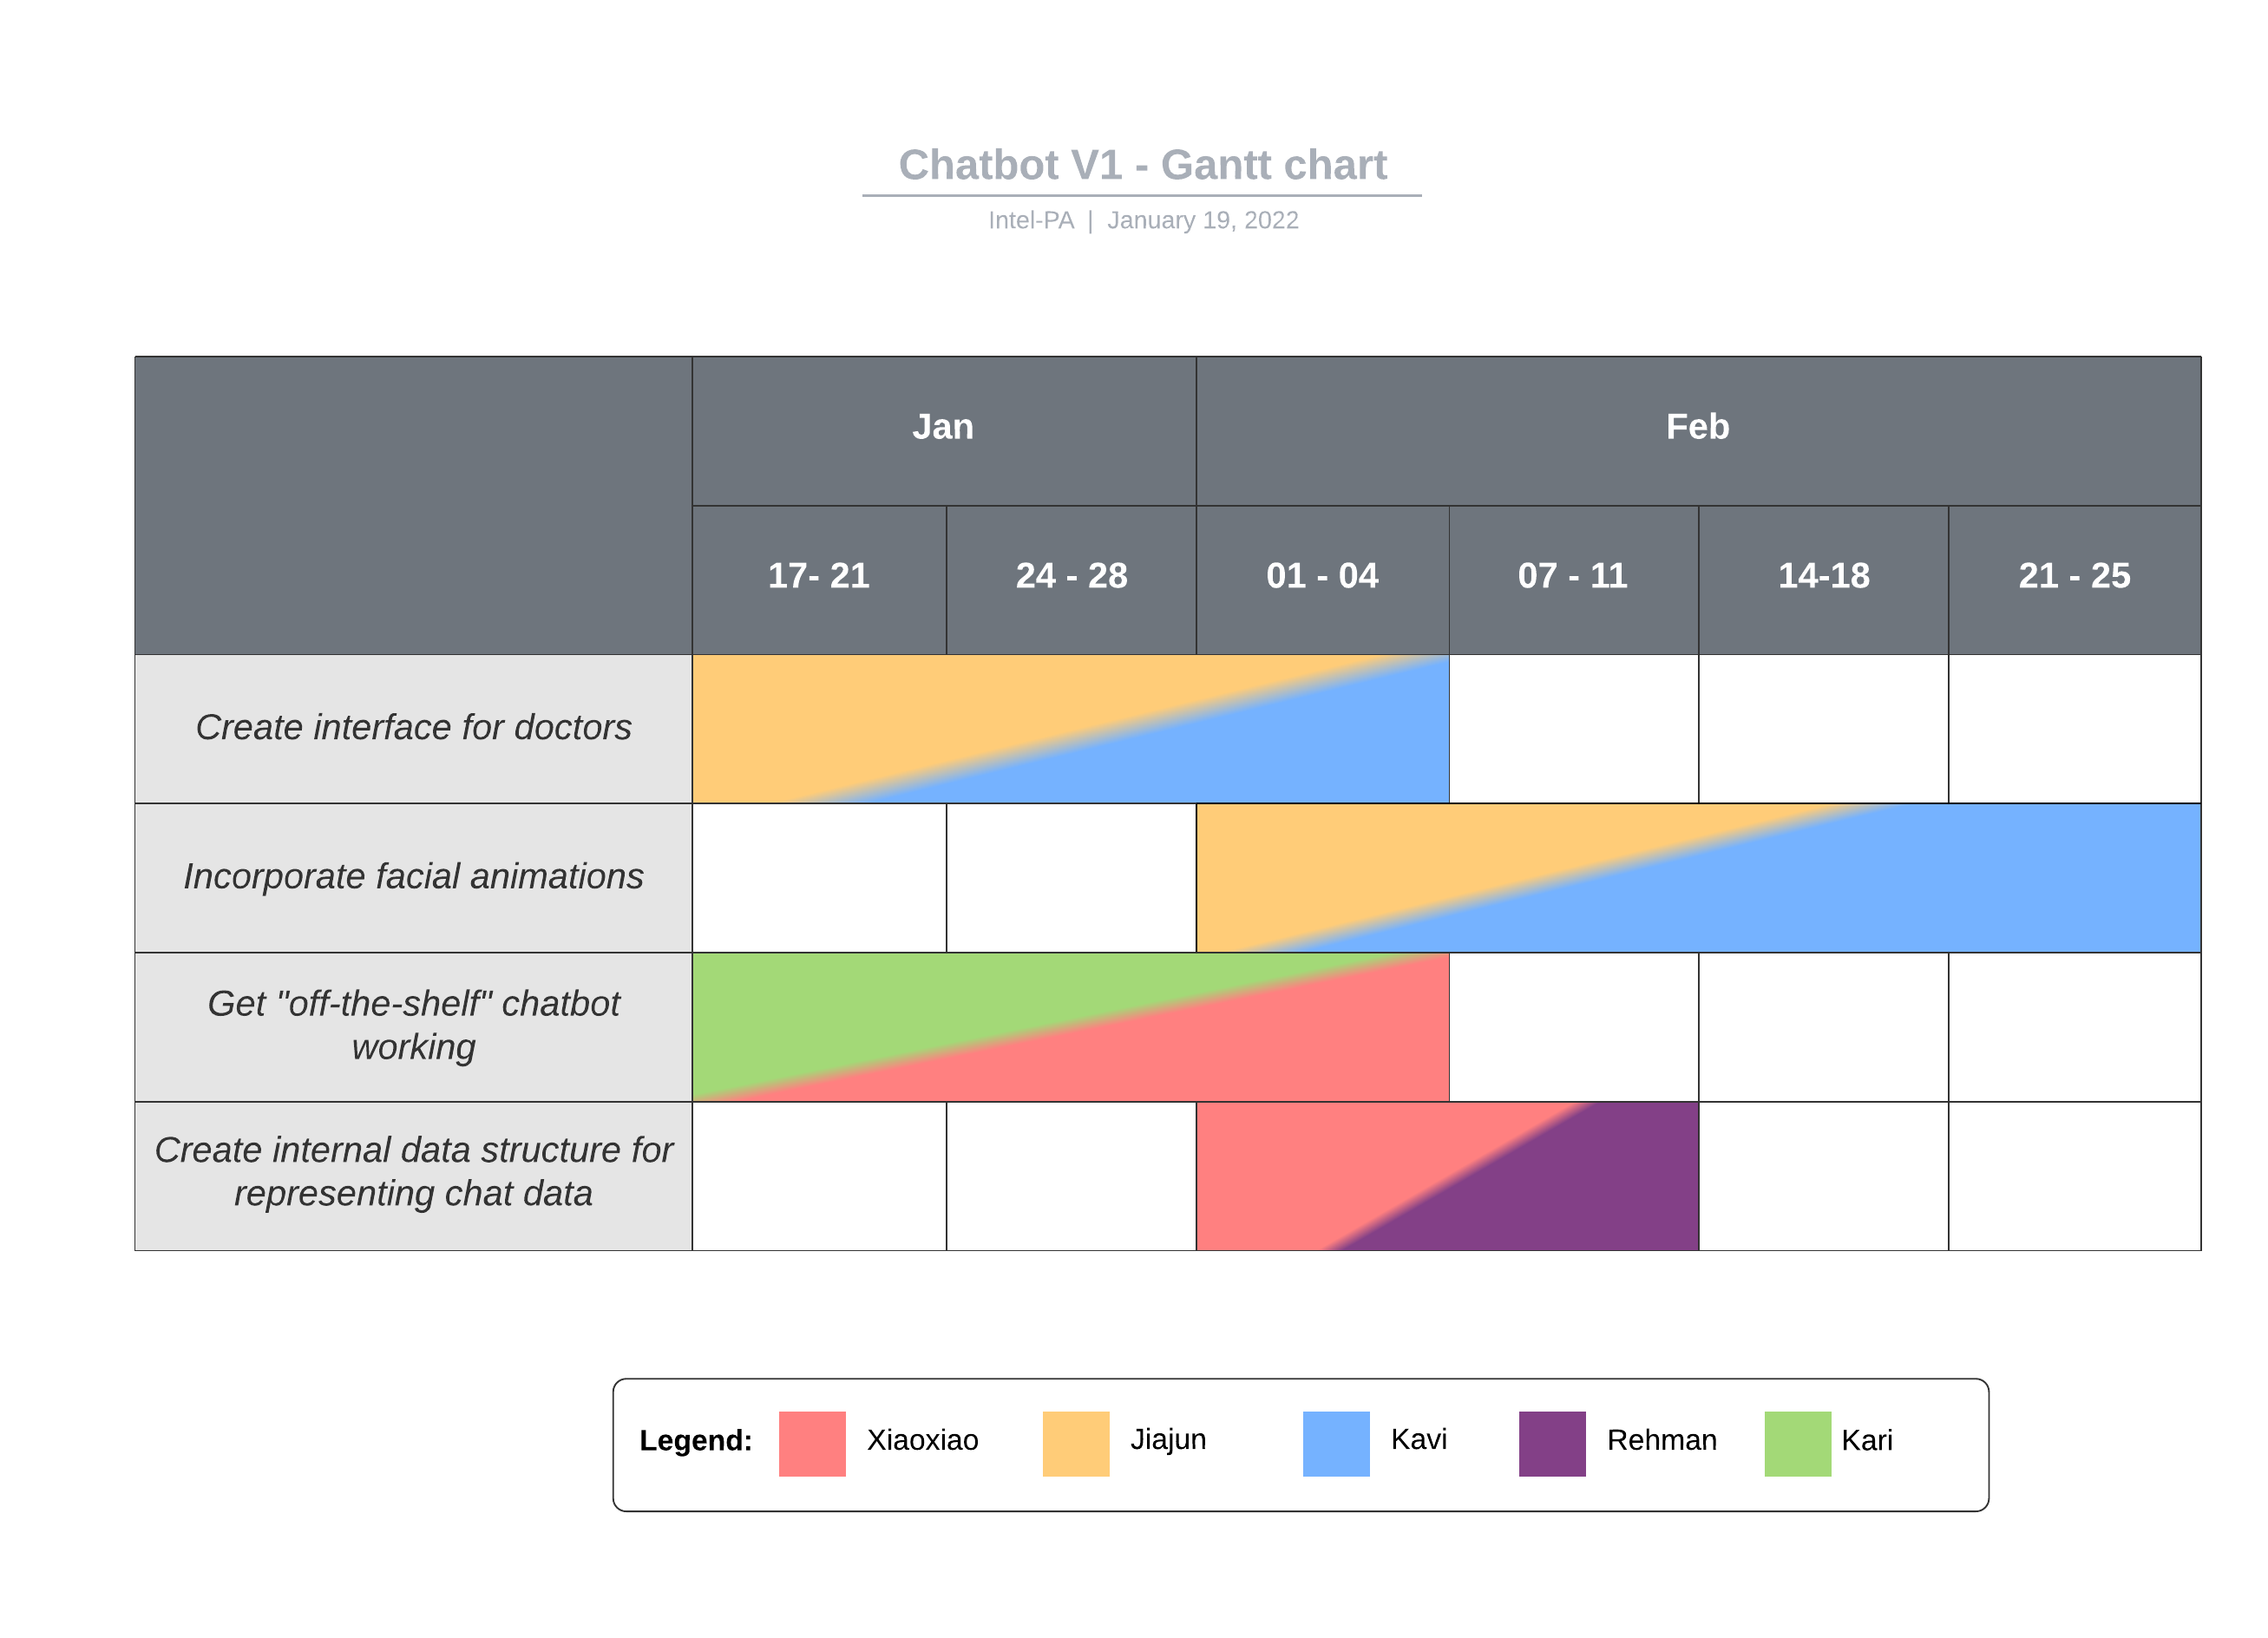 Chatbot V1 - Gantt chart
Intel-PA | January 19, 2022
Jan
Feb
17- 21
24 - 28
01 - 04
07 - 11
14-18
21 - 25
Create interface for doctors
Incorporate facial animations
Get "off-the-shelf" chatbot
working
Create internal data structure for
representing chat data
Legend:
Xiaoxiao
Jiajun
Kavi
Rehman
Kari